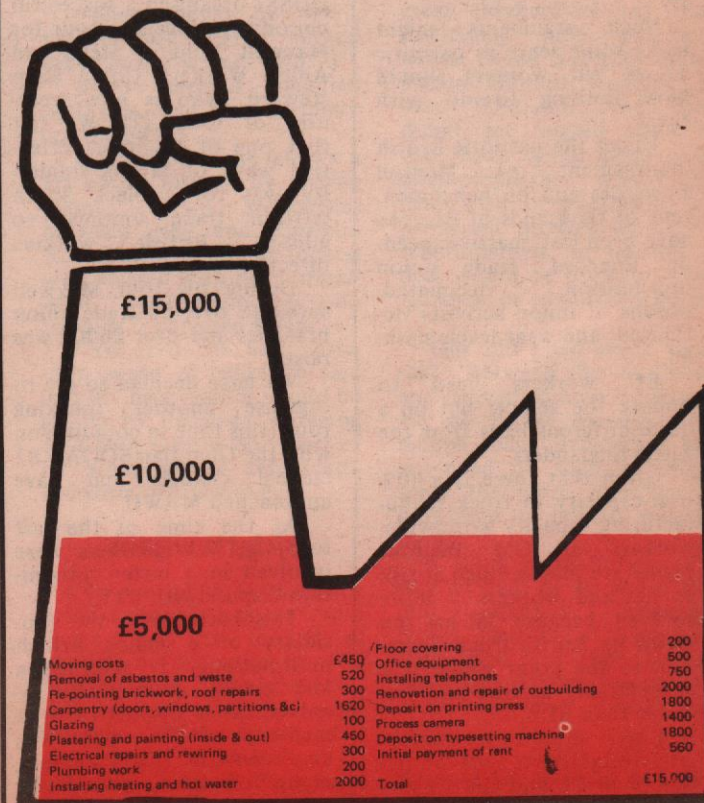 £15,000
£10,000
£5,000
Moving costs £450
Removal of asbestos and waste 520
Re-pointing brickwork, roof repairs 300
Carpentry (doors, windows, partitions &c) 1620
Glazing 100
Plastering and painting (inside & out) 450
Electrical repairs and rewiring 300
Plumbing work 200
Installing heating and hot water 2000
Floor covering 200
Office equipment 500
Installing telephones 750
Renovation and repair of outbuilding 2000
Deposit on printing press 1800
Process camera 1400
Deposit on typesetting machine 1800
Initial payment of rent 560
Total £15,000